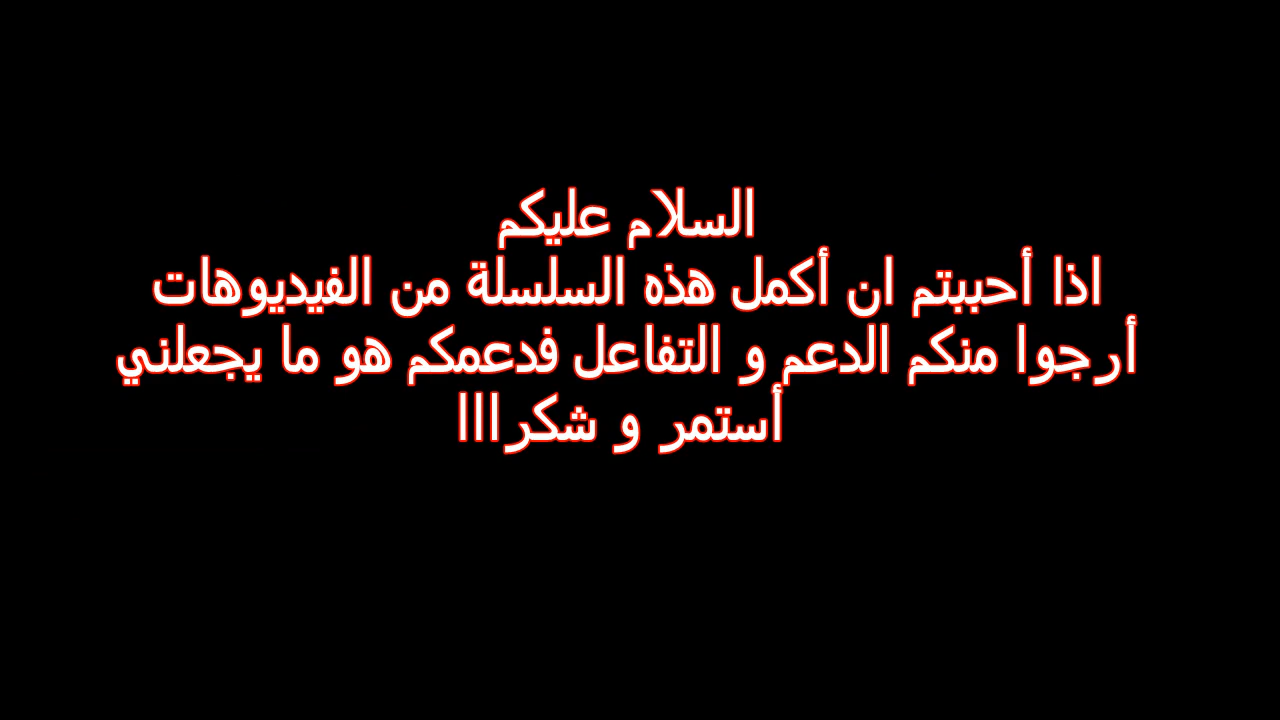 السلام عليكم
اذا أحببتم ان أكمل هذه السلسلة من الفيديوهات
أرجوا منكم الدعم و التفاعل فدعمكم هو ما يجعلني
أستمر و شكرااا